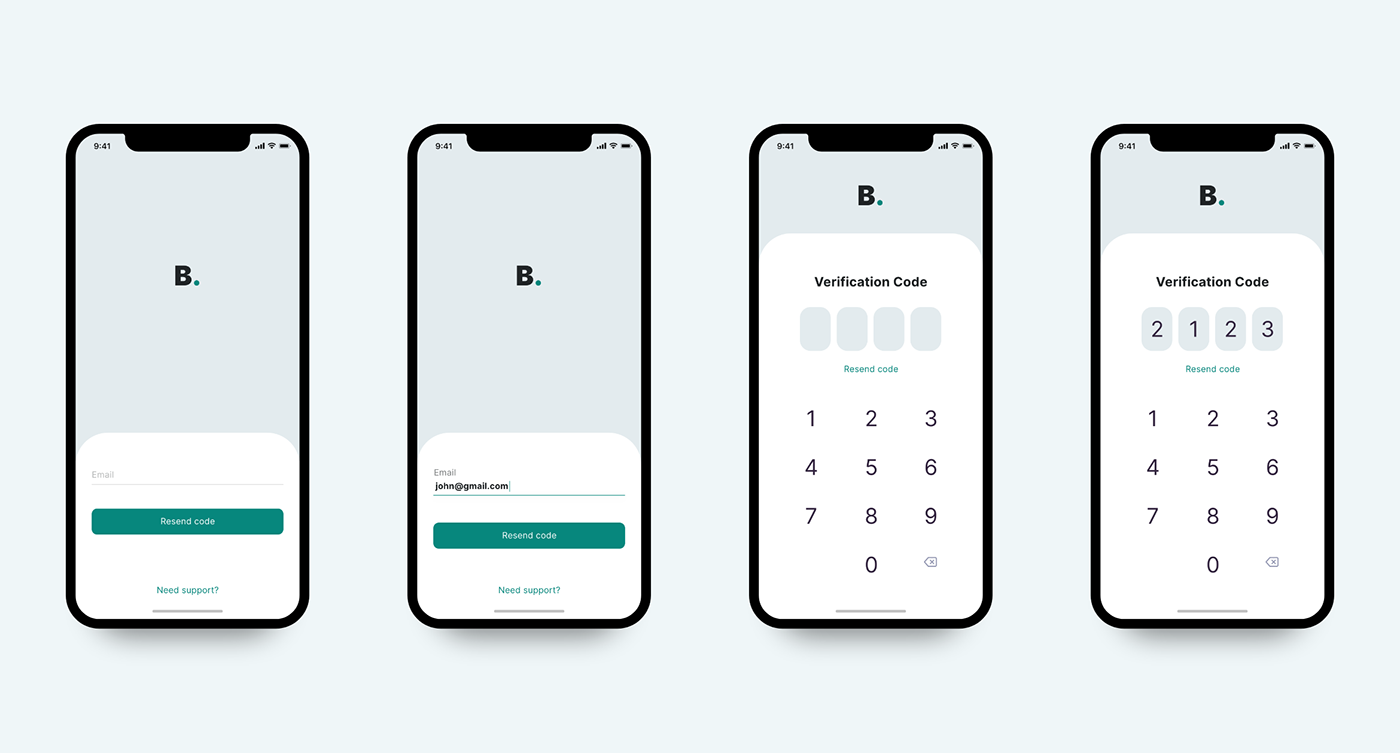 9:41
B.
Email
Resend code
Need support?
9:41
B.
Email
john@gmail.com
Resend code
Need support?
9:41
B.
Verification Code
Resend code
1 2 3
4 5 6
7 8 9
0
9:41
B.
Verification Code
2 1 2 3
Resend code
1 2 3
4 5 6
7 8 9
0